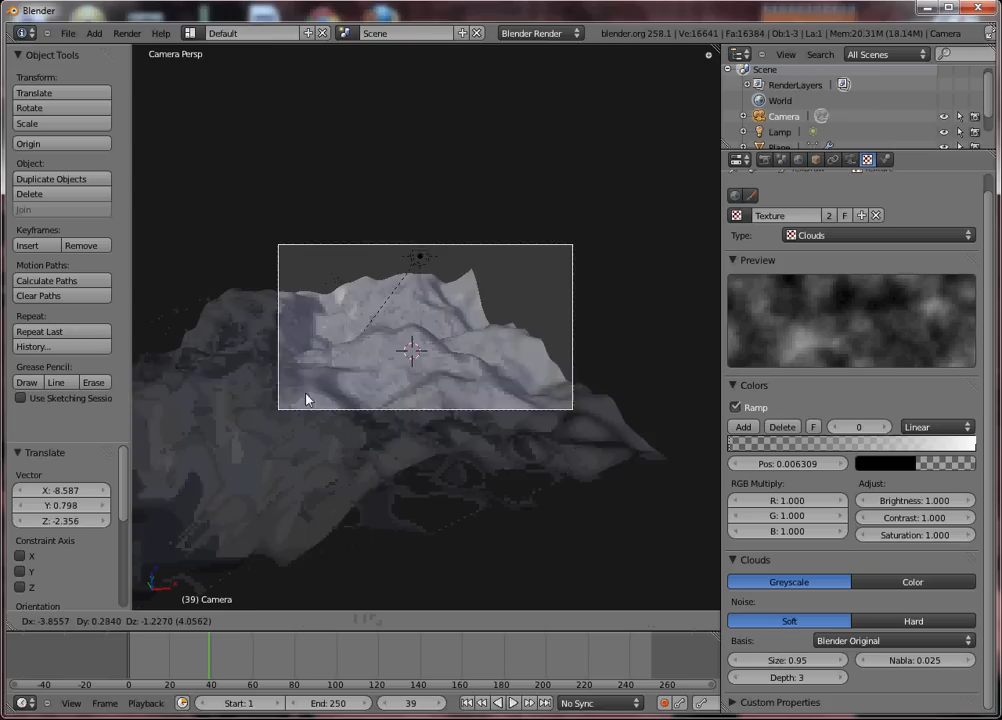 Blender
File Add Render Help Default Scene Blender Render blender.org 258.1 | Ve:16641 | Fa:16384 | Ob:1-3 | La:1 | Mem:20.31M (18.14M) | Camera
Object Tools
Transform:
Translate
Rotate
Scale
Origin
Object:
Duplicate Objects
Delete
Join
Keyframes:
Insert Remove
Motion Paths:
Calculate Paths
Clear Paths
Repeat:
Repeat Last
History...
Grease Pencil:
Draw Line Erase
Use Sketching Sessio
Translate
Vector
X: -8.587
Y: 0.798
Z: -2.356
Constraint Axis
X
Y
Z
Orientation
Camera Persp
(39) Camera
Dx: -3.8557 Dy: 0.2840 Dz: -1.2270 (4.0562)
-40 -20 0 20 40 60 80 100 120 140 160 180 200 220 240 260
View Frame Playback Start: 1 End: 250 39 No Sync
View Search All Scenes
Scene
RenderLayers
World
Camera
Lamp
Plane
Texture 2 F
Type: Clouds
Preview
Colors
Ramp
Add Delete F 0 Linear
Pos: 0.006309
RGB Multiply: Adjust:
R: 1.000 Brightness: 1.000
G: 1.000 Contrast: 1.000
B: 1.000 Saturation: 1.000
Clouds
Greyscale Color
Noise:
Soft Hard
Basis: Blender Original
Size: 0.95 Nabla: 0.025
Depth: 3
Custom Properties